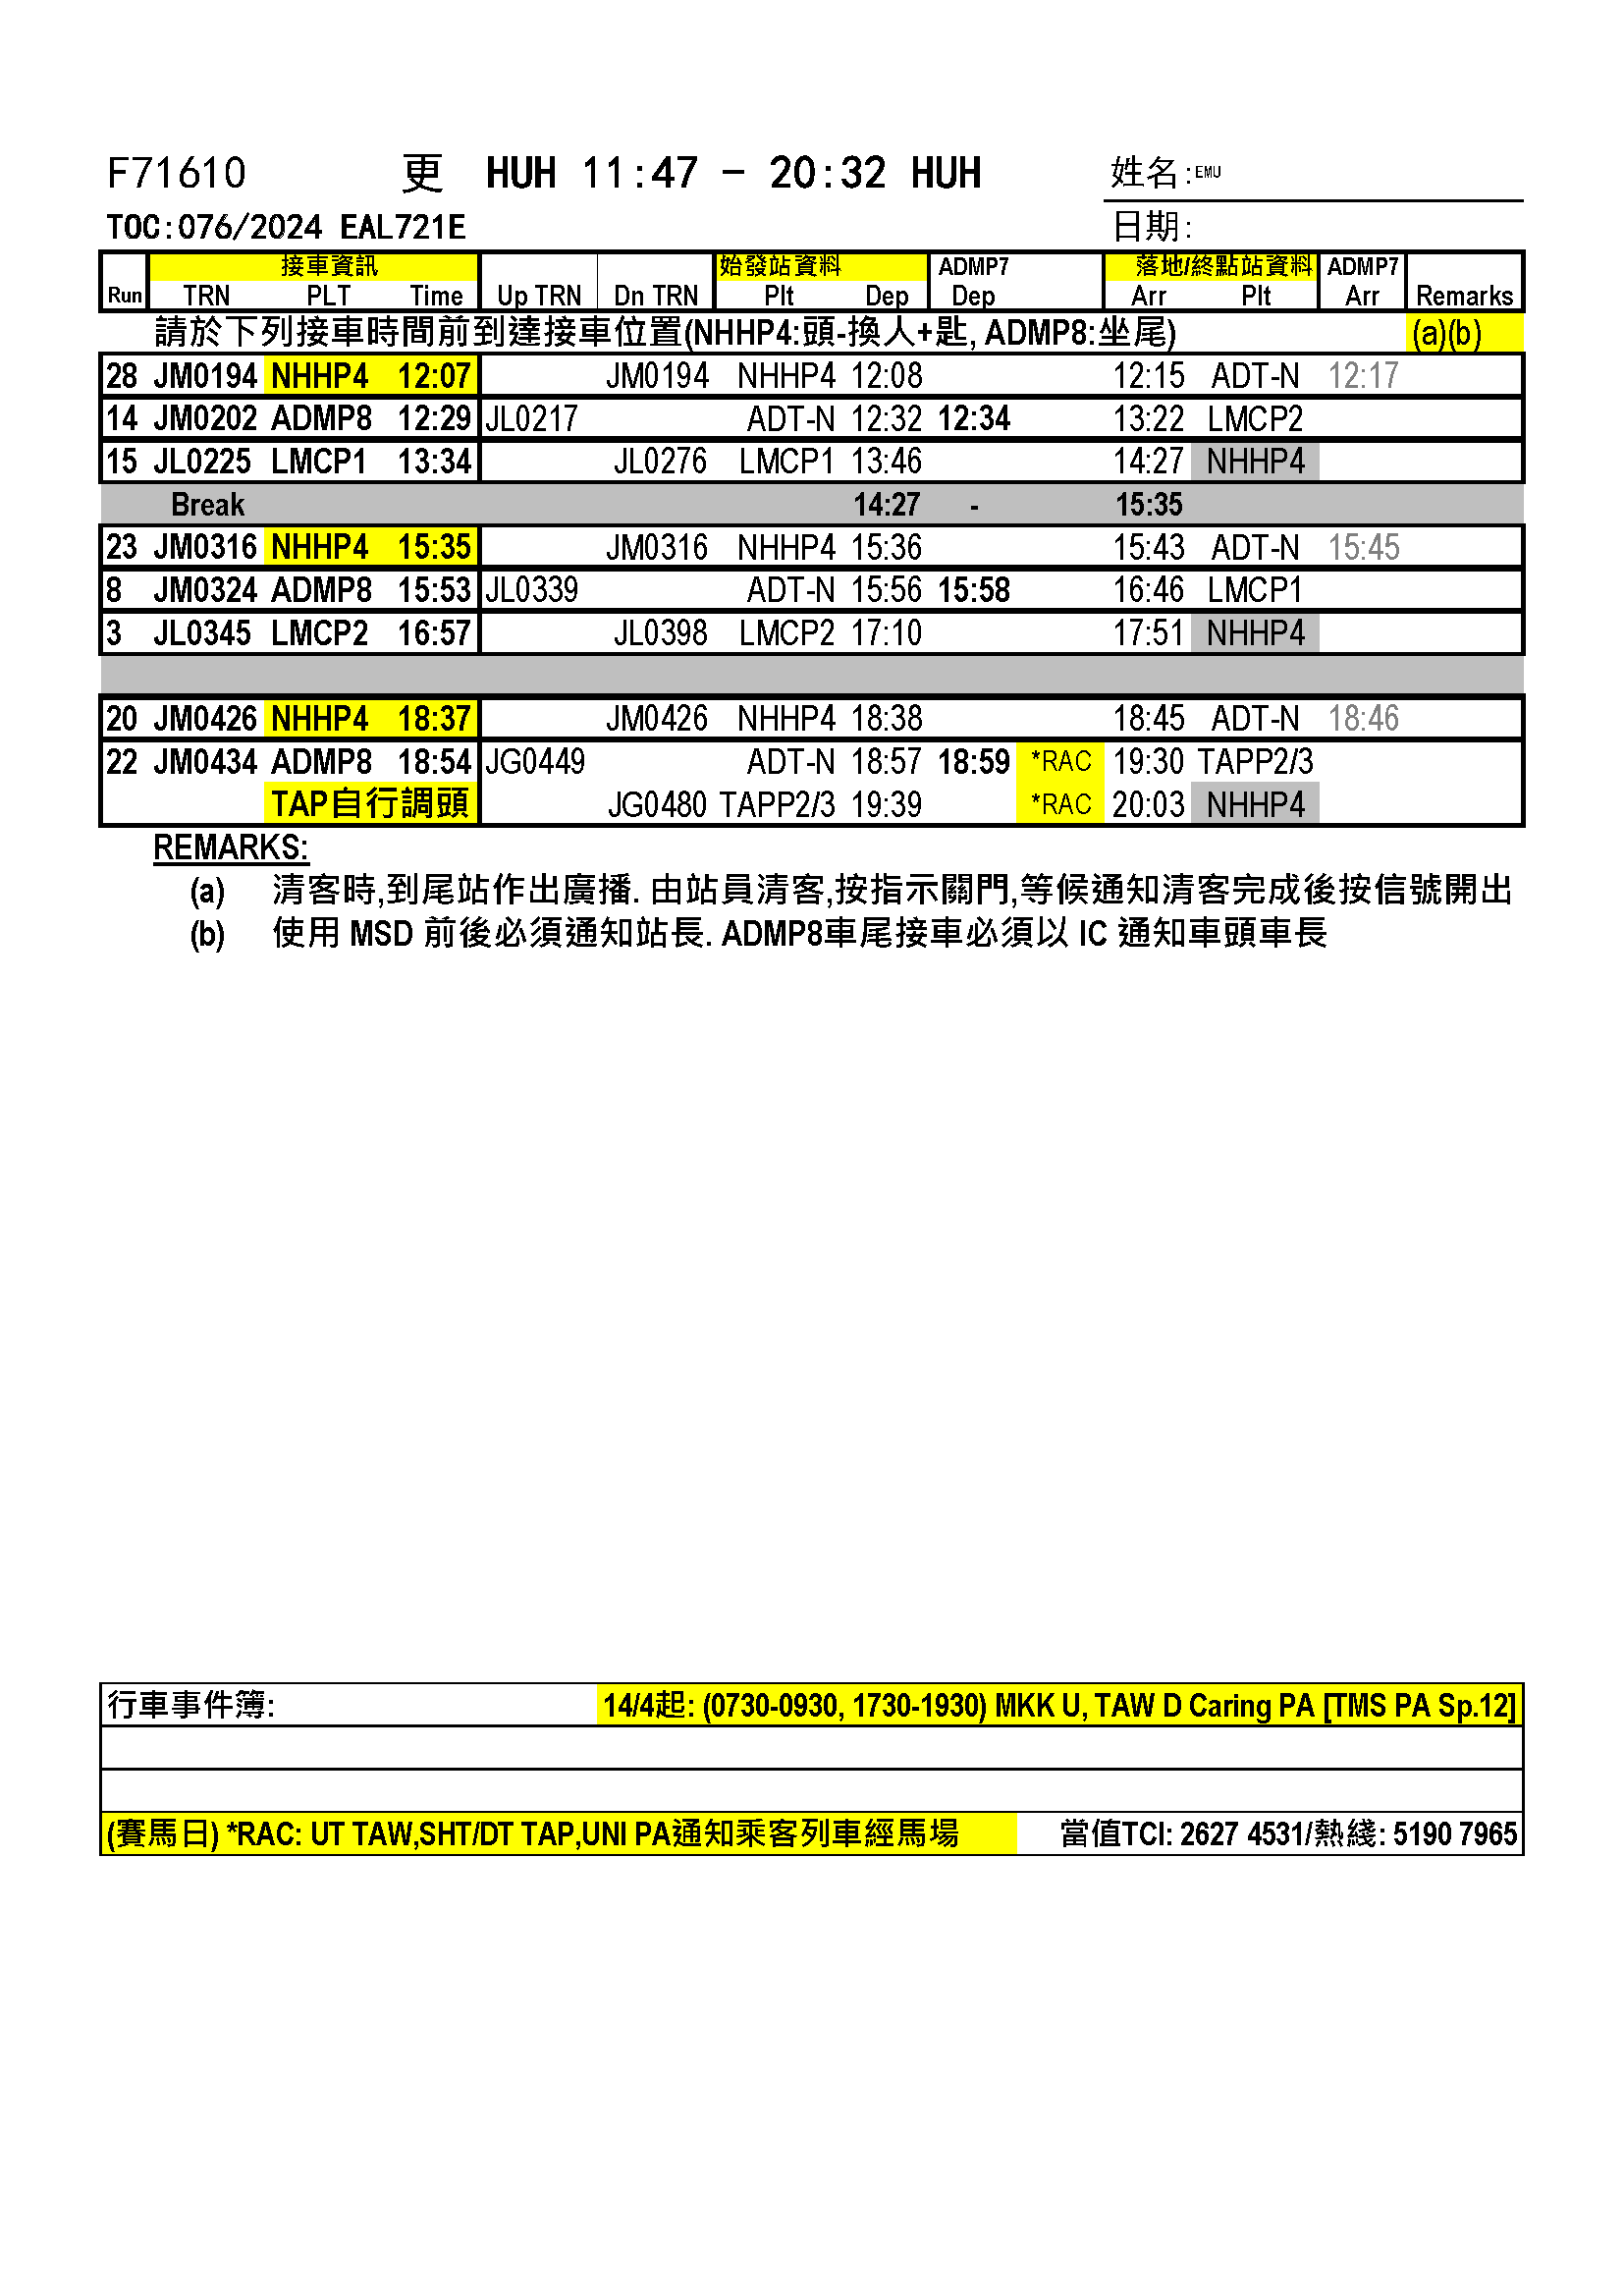 F71610 更 HUH 11:47 - 20:32 HUH 姓名:EMU
TOC:076/2024 EAL721E 日期:
接車資訊 始發站資料 ADMP7 落地/終點站資料 ADMP7
Run TRN PLT Time Up TRN Dn TRN Plt Dep Dep Arr Plt Arr Remarks
請於下列接車時間前到達接車位置(NHHP4:頭-換人+匙, ADMP8:坐尾) (a)(b)
28 JM0194 NHHP4 12:07 JM0194 NHHP4 12:08 12:15 ADT-N 12:17
14 JM0202 ADMP8 12:29 JL0217 ADT-N 12:32 12:34 13:22 LMCP2
15 JL0225 LMCP1 13:34 JL0276 LMCP1 13:46 14:27 NHHP4
Break 14:27 - 15:35
23 JM0316 NHHP4 15:35 JM0316 NHHP4 15:36 15:43 ADT-N 15:45
8 JM0324 ADMP8 15:53 JL0339 ADT-N 15:56 15:58 16:46 LMCP1
3 JL0345 LMCP2 16:57 JL0398 LMCP2 17:10 17:51 NHHP4
20 JM0426 NHHP4 18:37 JM0426 NHHP4 18:38 18:45 ADT-N 18:46
22 JM0434 ADMP8 18:54 JG0449 ADT-N 18:57 18:59 *RAC 19:30 TAPP2/3
TAP自行調頭 JG0480 TAPP2/3 19:39 *RAC 20:03 NHHP4
REMARKS:
(a) 清客時,到尾站作出廣播. 由站員清客,按指示關門,等候通知清客完成後按信號開出
(b) 使用 MSD 前後必須通知站長. ADMP8車尾接車必須以 IC 通知車頭車長
行車事件簿: 14/4起: (0730-0930, 1730-1930) MKK U, TAW D Caring PA [TMS PA Sp.12]
(賽馬日) *RAC: UT TAW,SHT/DT TAP,UNI PA通知乘客列車經馬場 當值TCI: 2627 4531/熱綫: 5190 7965